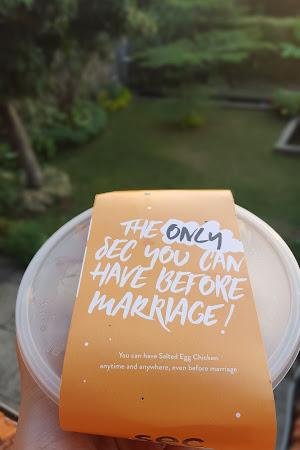 THE ONLY
SEC YOU CAN
HAVE BEFORE
MARRIAGE!
You can have Salted Egg Chicken
anytime and anywhere, even before marriage
SEC